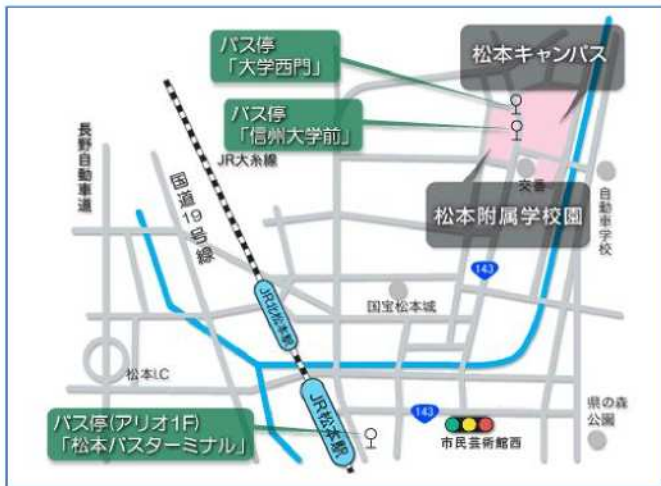 バス停
「大学西門」
松本キャンパス
バス停
「信州大学前」
JR大糸線
長野自動車道
国道19号線
交番
松本附属学校園
自動車学校
143
国宝松本城
JR北松本駅
松本I.C
バス停(アリオ1F)
「松本バスターミナル」
JR松本駅
143
市民芸術館西
県の森
公園